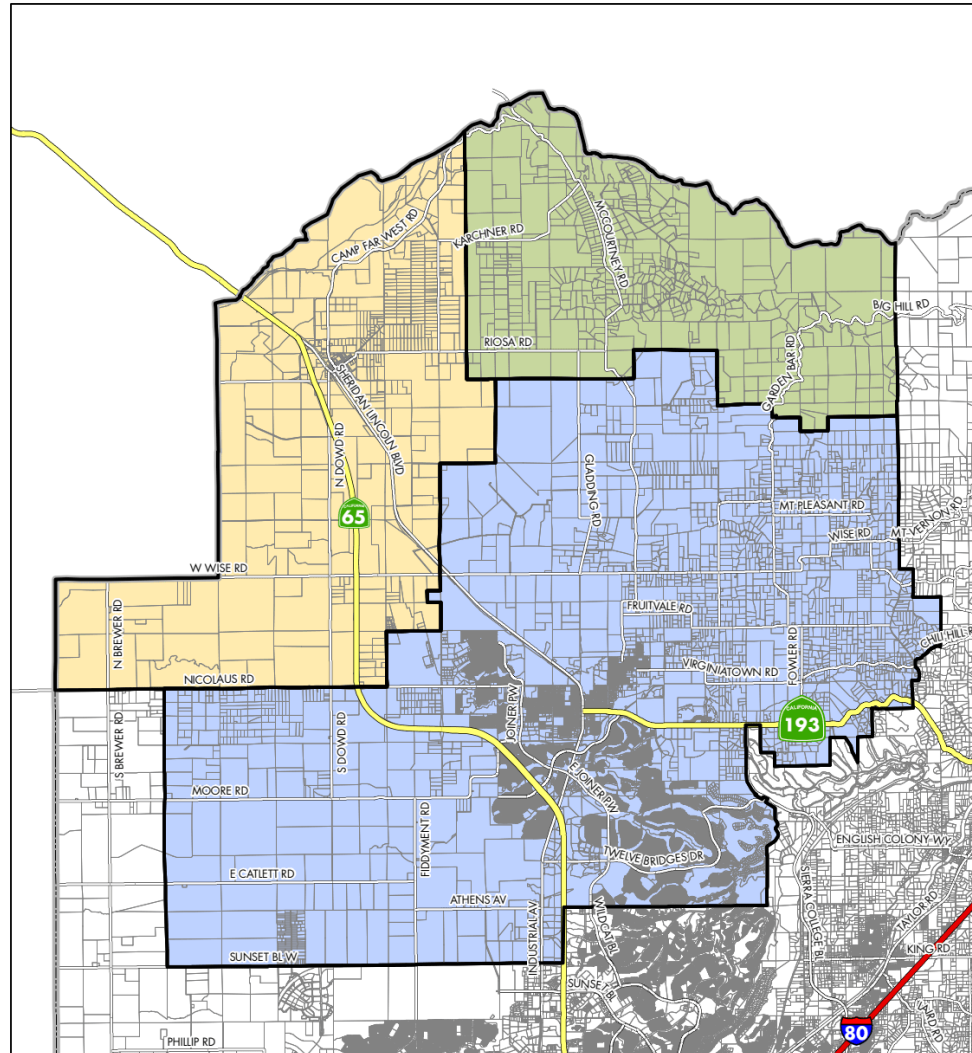 CAMP FAR WEST RD
KARCHNER RD
MCCOURTNEY RD
BIG HILL RD
RIOSA RD
GARDEN BAR RD
SHERIDAN LINCOLN BLVD
N DOWD RD
GLADDING RD
CALIFORNIA
65
MT PLEASANT RD
MT VERNON RD
WISE RD
W WISE RD
N BREWER RD
FRUITVALE RD
FOWLER RD
CHILI HILL R
VIRGINIATOWN RD
NICOLAUS RD
CALIFORNIA
193
JOINER PW
S BREWER RD
S DOWD RD
E JOINER PW
MOORE RD
FIDDYMENT RD
ENGLISH COLONY WY
TWELVE BRIDGES DR
E CATLETT RD
SIERRA COLLEGE BL
TAYLOR RD
ATHENS AV
INDUSTRIAL AV
WILDCAT BL
KING RD
SUNSET BL W
SUNSET BL
LAIRD RD
80
PHILLIP RD